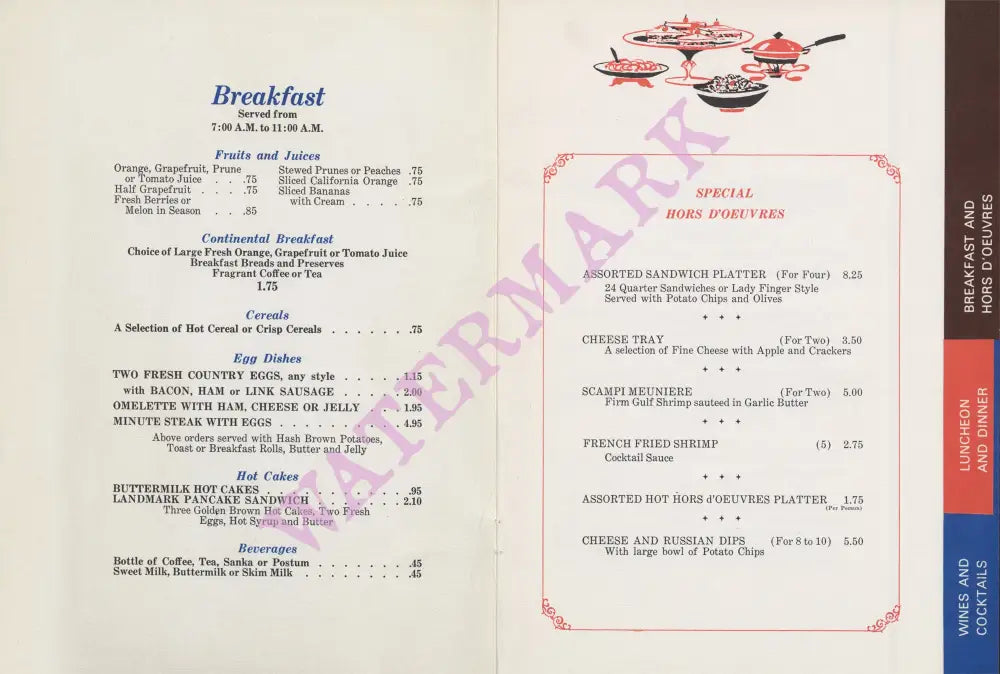 Breakfast
Served from
7:00 A.M. to 11:00 A.M.
Fruits and Juices
Orange, Grapefruit, Prune
or Tomato Juice . . .75
Half Grapefruit . . . .75
Fresh Berries or
Melon in Season . . .85
Stewed Prunes or Peaches .75
Sliced California Orange .75
Sliced Bananas
with Cream . . . . .75
Continental Breakfast
Choice of Large Fresh Orange, Grapefruit or Tomato Juice
Breakfast Breads and Preserves
Fragrant Coffee or Tea
1.75
Cereals
A Selection of Hot Cereal or Crisp Cereals . . . . . . . .75
Egg Dishes
TWO FRESH COUNTRY EGGS, any style . . . . . 1.15
with BACON, HAM or LINK SAUSAGE . . . . . 2.00
OMELETTE WITH HAM, CHEESE OR JELLY . . . 1.95
MINUTE STEAK WITH EGGS . . . . . . . . . 4.95
Above orders served with Hash Brown Potatoes,
Toast or Breakfast Rolls, Butter and Jelly
Hot Cakes
BUTTERMILK HOT CAKES . . . . . . . . . . . .95
LANDMARK PANCAKE SANDWICH . . . . . . . 2.10
Three Golden Brown Hot Cakes, Two Fresh
Eggs, Hot Syrup and Butter
Beverages
Bottle of Coffee, Tea, Sanka or Postum . . . . . . . . .45
Sweet Milk, Buttermilk or Skim Milk . . . . . . . . .45
SPECIAL
HORS D'OEUVRES
ASSORTED SANDWICH PLATTER (For Four) 8.25
24 Quarter Sandwiches or Lady Finger Style
Served with Potato Chips and Olives
+ + +
CHEESE TRAY (For Two) 3.50
A selection of Fine Cheese with Apple and Crackers
+ + +
SCAMPI MEUNIERE (For Two) 5.00
Firm Gulf Shrimp sauteed in Garlic Butter
+ + +
FRENCH FRIED SHRIMP (5) 2.75
Cocktail Sauce
+ + +
ASSORTED HOT HORS d'OEUVRES PLATTER 1.75
(Per Person)
+ + +
CHEESE AND RUSSIAN DIPS (For 8 to 10) 5.50
With large bowl of Potato Chips
BREAKFAST AND
HORS D'OEUVRES
LUNCHEON
AND DINNER
WINES AND
COCKTAILS
WATERMARK